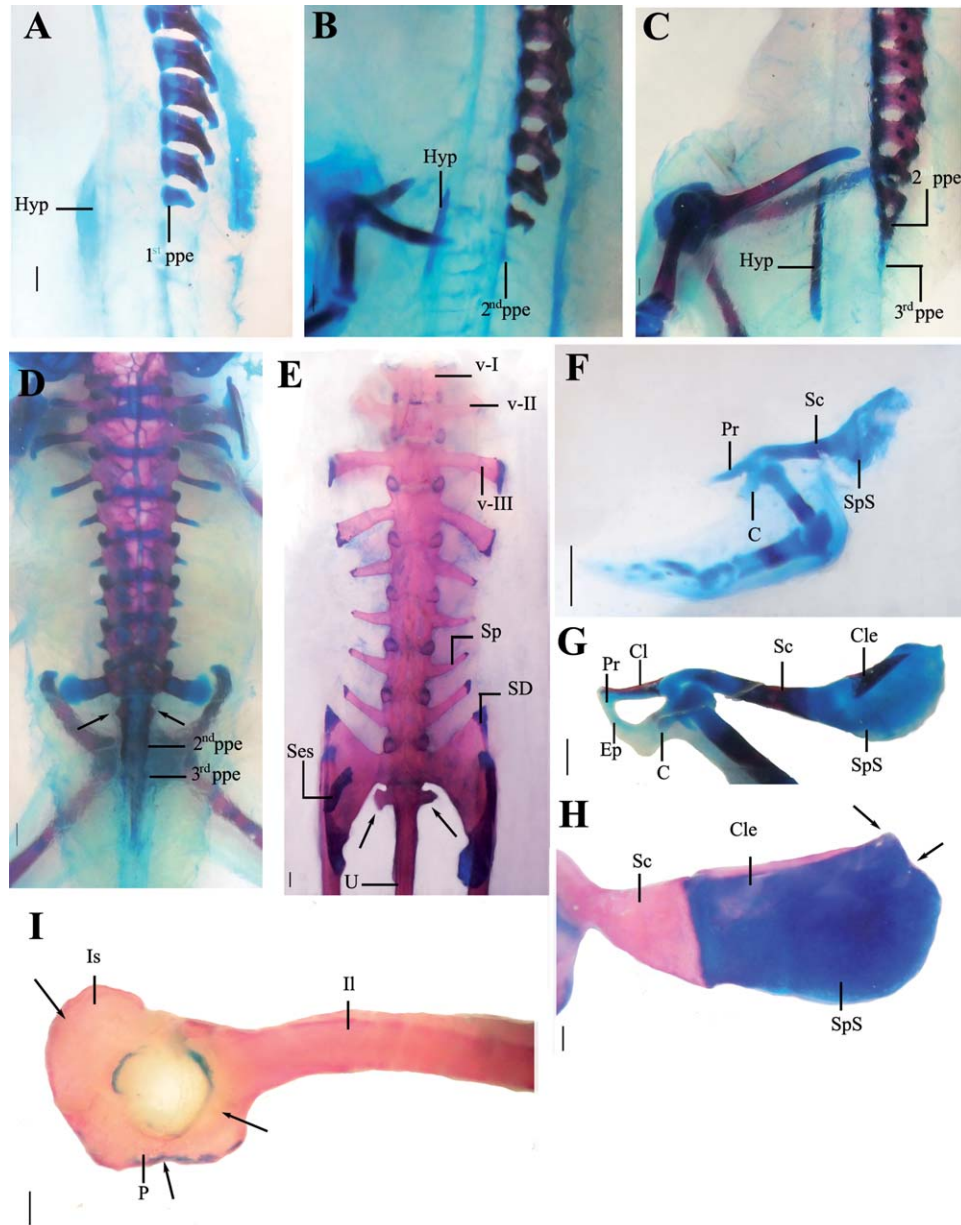 A
Hyp
1st ppe
B
Hyp
2nd ppe
C
2 ppe
Hyp
3rd ppe
D
2nd ppe
3rd ppe
E
v-I
v-II
v-III
Sp
SD
Ses
U
F
Pr
Sc
C
SpS
G
Pr
Cl
Sc
Cle
Ep
C
SpS
H
Sc
Cle
SpS
I
Is
Il
P